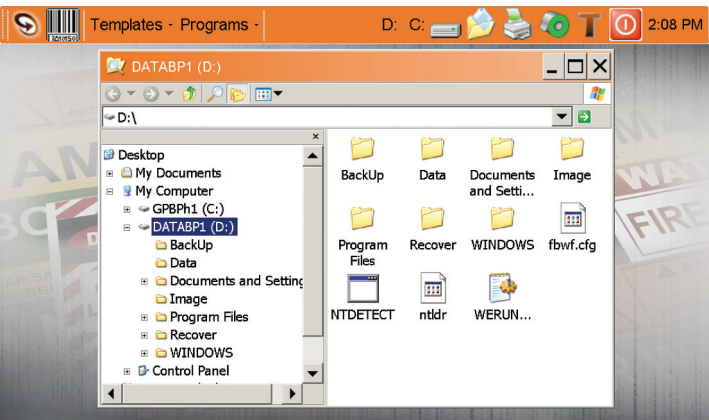 Templates - Programs -
D: C:
2:08 PM
DATABP1 (D:)
D:\
Desktop
My Documents
My Computer
GPBPh1 (C:)
DATABP1 (D:)
BackUp
Data
Documents and Setting
Image
Program Files
Recover
WINDOWS
Control Panel
BackUp
Data
Documents
and Setti...
Image
Program
Files
Recover
WINDOWS
fbwf.cfg
NTDETECT
ntldr
WERUN...
FIRE